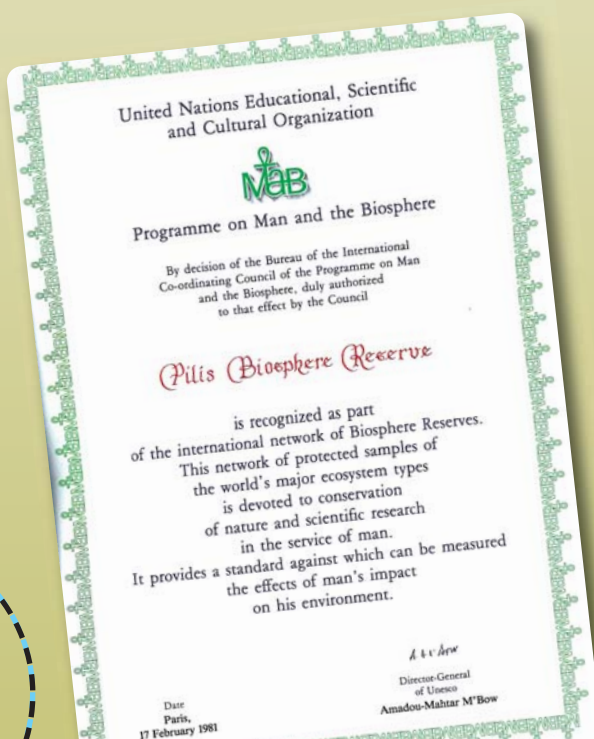 United Nations Educational, Scientific
and Cultural Organization
MaB
Programme on Man and the Biosphere
By decision of the Bureau of the International
Co-ordinating Council of the Programme on Man
and the Biosphere, duly authorized
to that effect by the Council
Pilis Biosphere Reserve
is recognized as part
of the international network of Biosphere Reserves.
This network of protected samples of
the world's major ecosystem types
is devoted to conservation
of nature and scientific research
in the service of man.
It provides a standard against which can be measured
the effects of man's impact
on his environment.
Date
Paris,
17 February 1981
Director-General
of Unesco
Amadou-Mahtar M'Bow